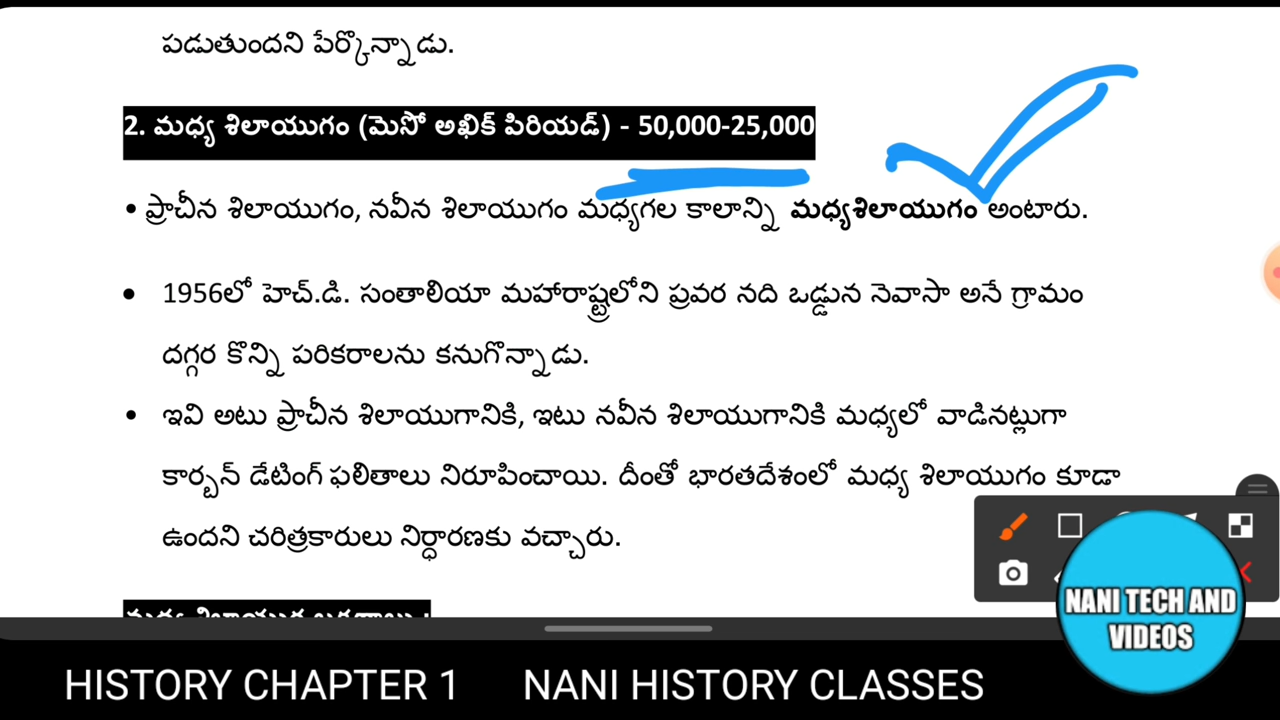 పడుతుందని పేర్కొన్నాడు.
2. మధ్య శిలాయుగం (మెసో అఖిక్ పిరియడ్) - 50,000-25,000
• ప్రాచీన శిలాయుగం, నవీన శిలాయుగం మధ్యగల కాలాన్ని మధ్యశిలాయుగం అంటారు.
• 1956లో హెచ్.డి. సంతాలియా మహారాష్ట్రలోని ప్రవర నది ఒడ్డున నెవాసా అనే గ్రామం
దగ్గర కొన్ని పరికరాలను కనుగొన్నాడు.
• ఇవి అటు ప్రాచీన శిలాయుగానికి, ఇటు నవీన శిలాయుగానికి మధ్యలో వాడినట్లుగా
కార్బన్ డేటింగ్ ఫలితాలు నిరూపించాయి. దీంతో భారతదేశంలో మధ్య శిలాయుగం కూడా
ఉందని చరిత్రకారులు నిర్ధారణకు వచ్చారు.
NANI TECH AND
VIDEOS
HISTORY CHAPTER 1 NANI HISTORY CLASSES